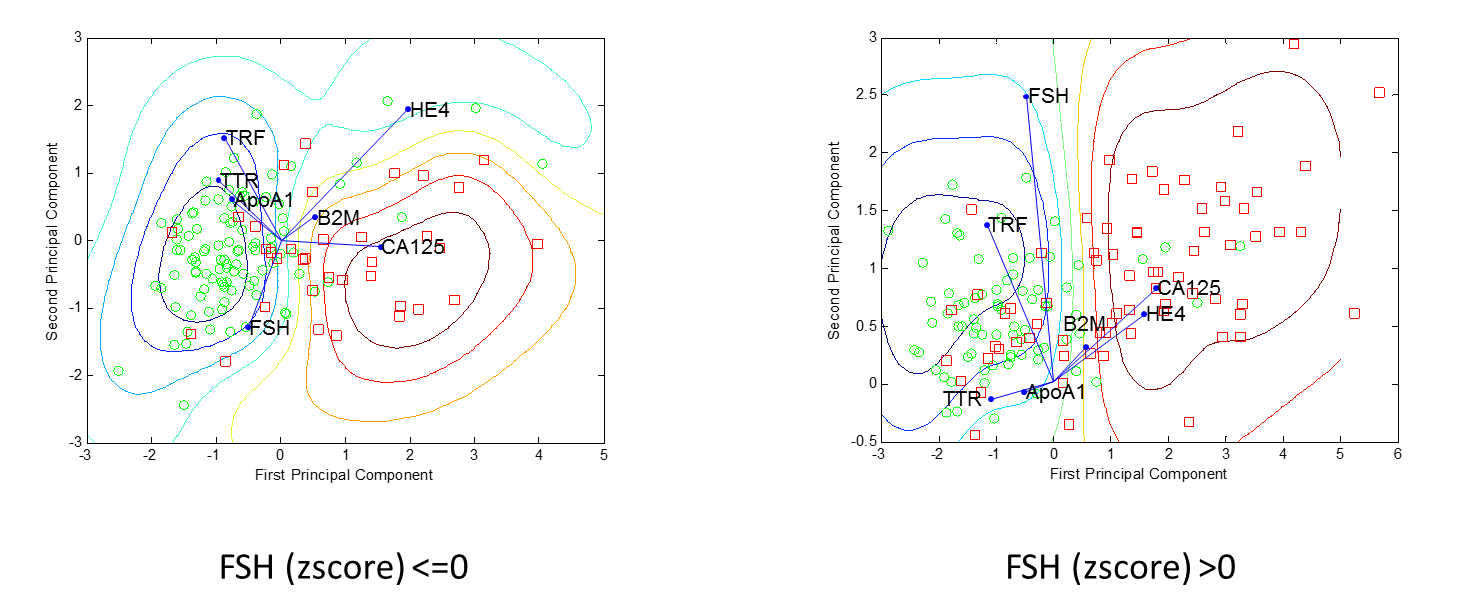 3
2
1
0
-1
-2
-3
-3
-2
-1
0
1
2
3
4
5
Second Principal Component
First Principal Component
HE4
TRF
TTR
ApoA1
B2M
CA125
FSH
FSH (zscore) <=0
3
2.5
2
1.5
1
0.5
0
-0.5
-3
-2
-1
0
1
2
3
4
5
6
Second Principal Component
First Principal Component
FSH
TRF
CA125
HE4
B2M
ApoA1
TTR
FSH (zscore) >0